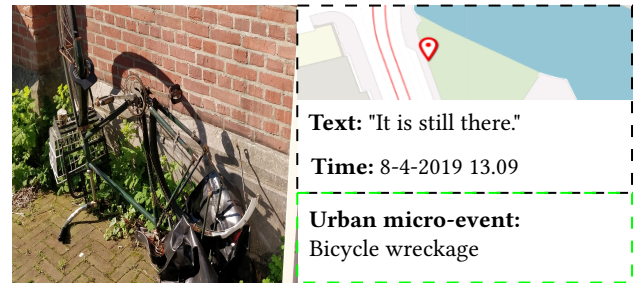 Text: "It is still there."
Time: 8-4-2019 13.09
Urban micro-event:
Bicycle wreckage